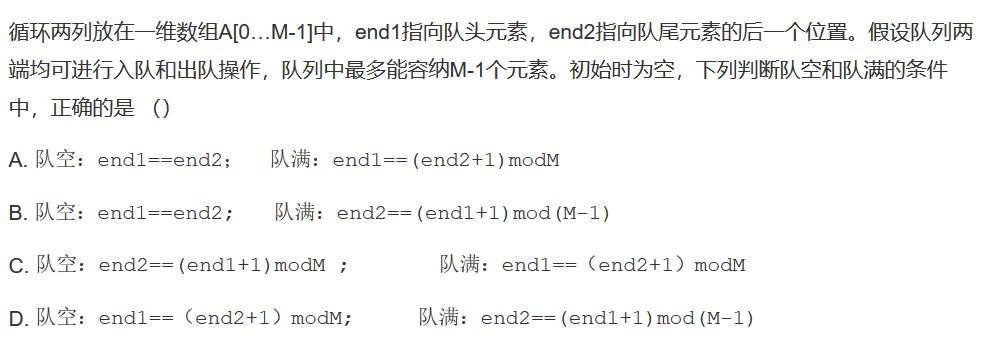 循环两列放在一维数组A[0…M-1]中，end1指向队头元素，end2指向队尾元素的后一个位置。假设队列两
端均可进行入队和出队操作，队列中最多能容纳M-1个元素。初始时为空，下列判断队空和队满的条件
中，正确的是 （）
A. 队空：end1==end2； 队满：end1==(end2+1)modM
B. 队空：end1==end2; 队满：end2==(end1+1)mod(M-1)
C. 队空：end2==(end1+1)modM ; 队满：end1==（end2+1）modM
D. 队空：end1==（end2+1）modM; 队满：end2==(end1+1)mod(M-1)